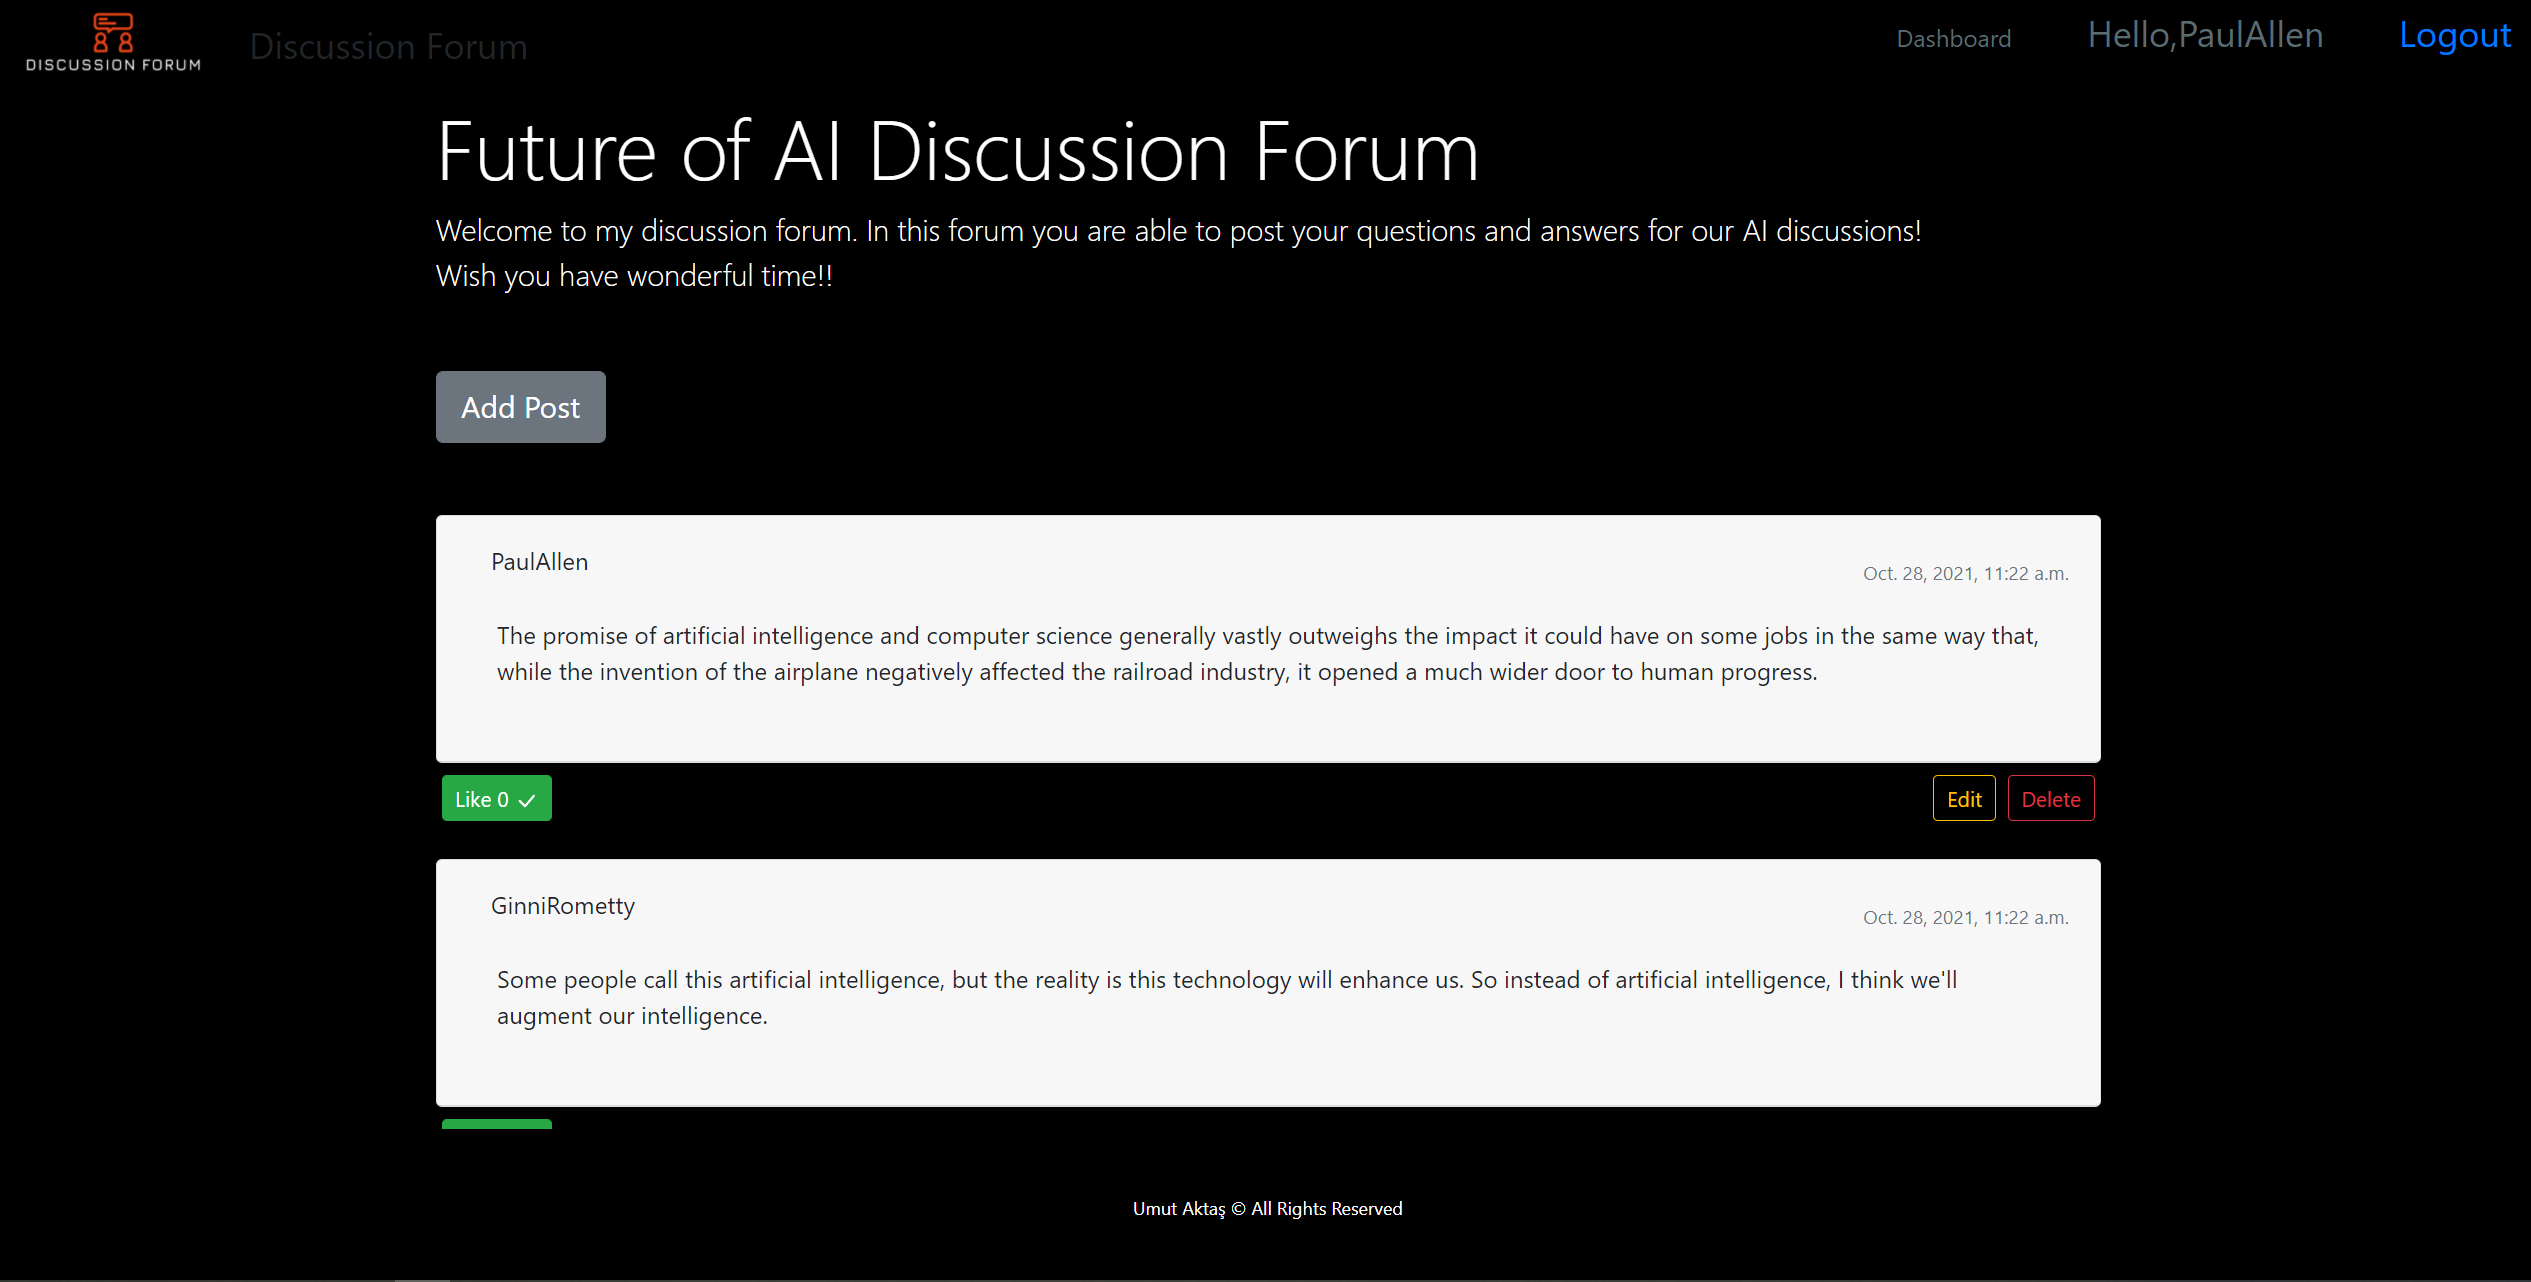 DISCUSSION FORUM
Discussion Forum
Dashboard
Hello,PaulAllen
Logout
Future of AI Discussion Forum
Welcome to my discussion forum. In this forum you are able to post your questions and answers for our AI discussions!
Wish you have wonderful time!!
Add Post
PaulAllen
Oct. 28, 2021, 11:22 a.m.
The promise of artificial intelligence and computer science generally vastly outweighs the impact it could have on some jobs in the same way that,
while the invention of the airplane negatively affected the railroad industry, it opened a much wider door to human progress.
Like 0
Edit
Delete
GinniRometty
Oct. 28, 2021, 11:22 a.m.
Some people call this artificial intelligence, but the reality is this technology will enhance us. So instead of artificial intelligence, I think we'll
augment our intelligence.
Umut Aktaş © All Rights Reserved